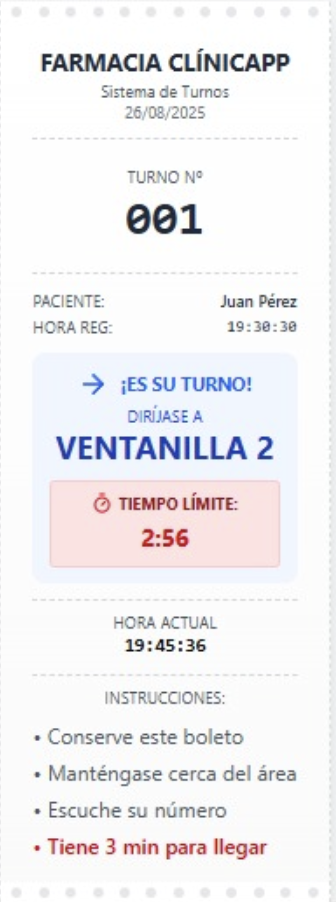 FARMACIA CLÍNICAPP
Sistema de Turnos
26/08/2025
TURNO Nº
001
PACIENTE: Juan Pérez
HORA REG: 19:30:30
→ ¡ES SU TURNO!
DIRÍJASE A
VENTANILLA 2
TIEMPO LÍMITE:
2:56
HORA ACTUAL
19:45:36
INSTRUCCIONES:
• Conserve este boleto
• Manténgase cerca del área
• Escuche su número
• Tiene 3 min para llegar